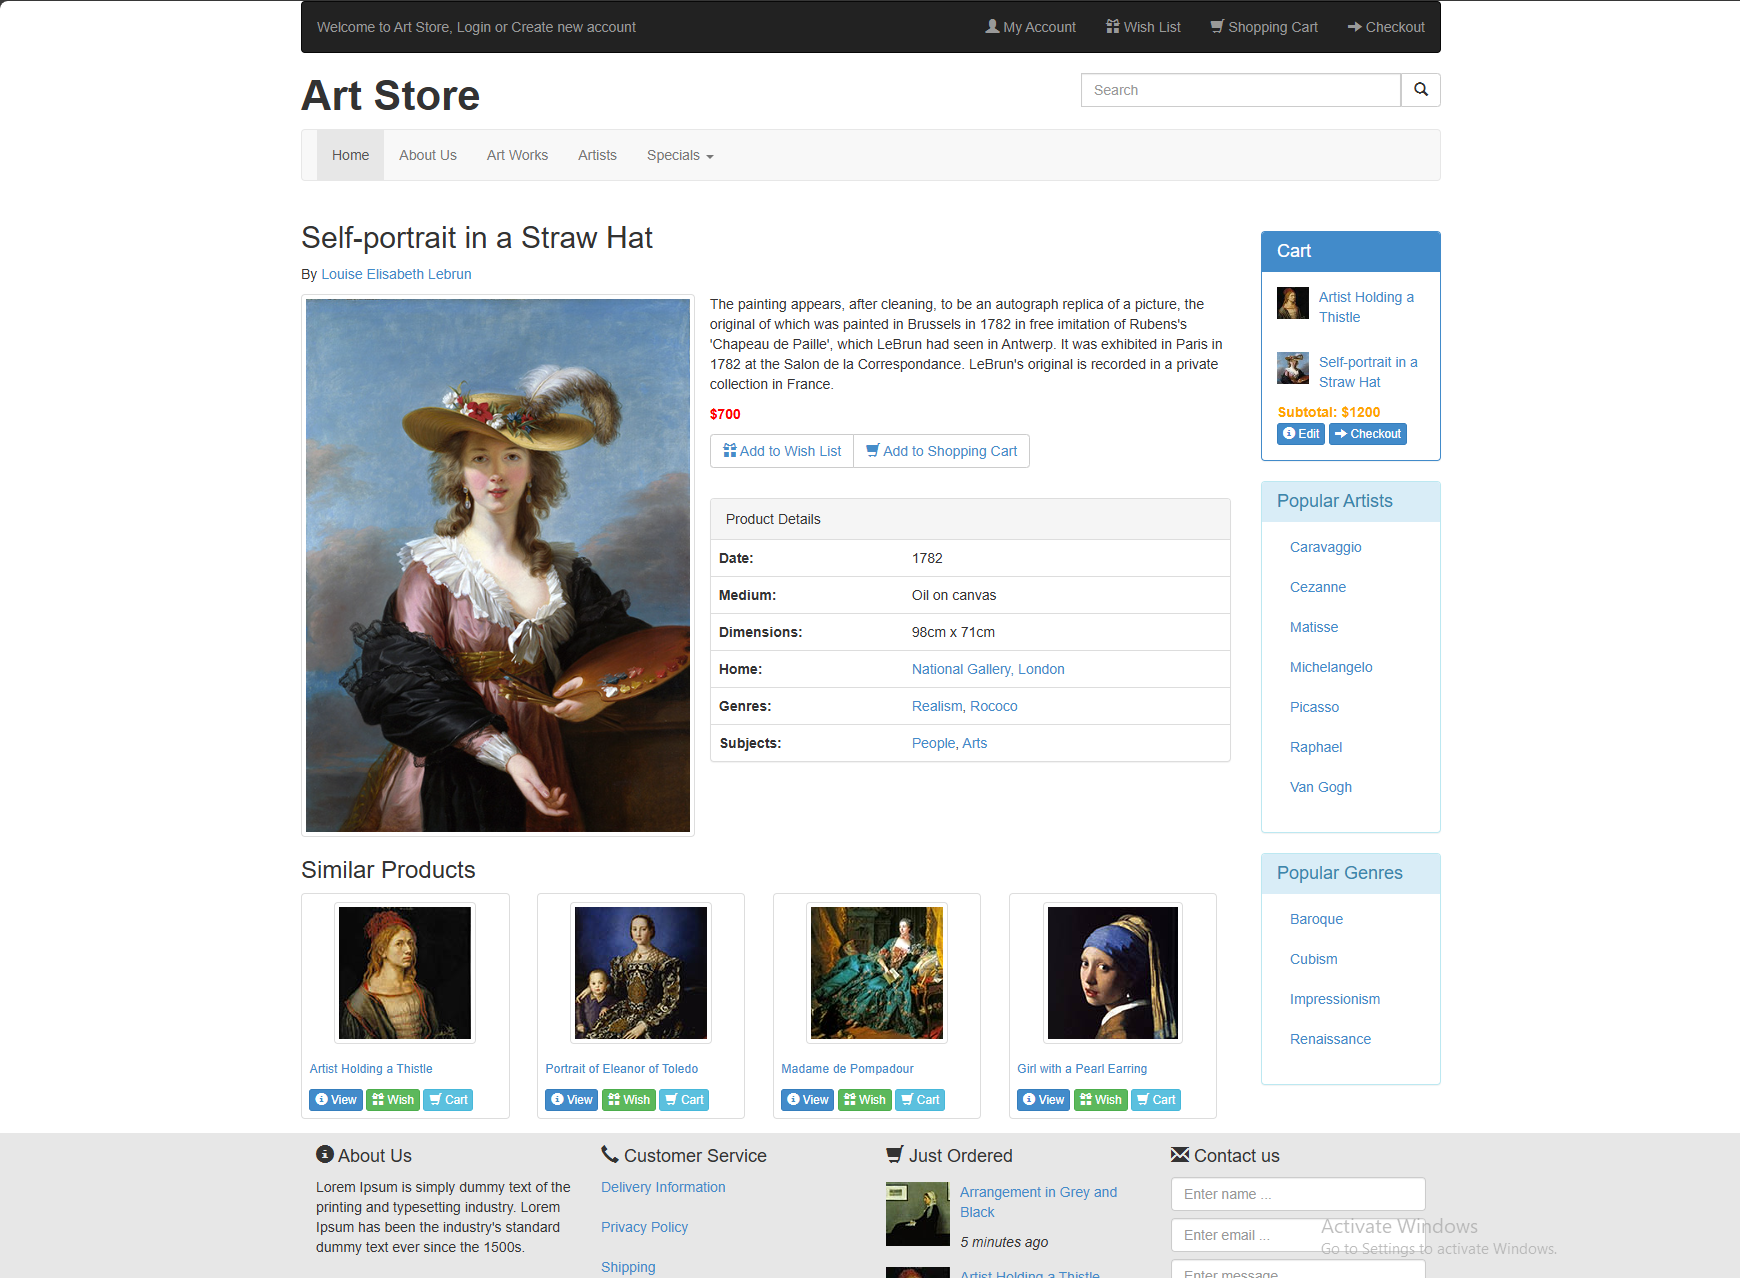 Welcome to Art Store, Login or Create new account
My Account
Wish List
Shopping Cart
Checkout
Art Store
Search
Home
About Us
Art Works
Artists
Specials
Self-portrait in a Straw Hat
By Louise Elisabeth Lebrun
The painting appears, after cleaning, to be an autograph replica of a picture, the
original of which was painted in Brussels in 1782 in free imitation of Rubens's
'Chapeau de Paille', which LeBrun had seen in Antwerp. It was exhibited in Paris in
1782 at the Salon de la Correspondance. LeBrun's original is recorded in a private
collection in France.
$700
Add to Wish List
Add to Shopping Cart
Product Details
Date: 1782
Medium: Oil on canvas
Dimensions: 98cm x 71cm
Home: National Gallery, London
Genres: Realism, Rococo
Subjects: People, Arts
Cart
Artist Holding a
Thistle
Self-portrait in a
Straw Hat
Subtotal: $1200
Edit
Checkout
Popular Artists
Caravaggio
Cezanne
Matisse
Michelangelo
Picasso
Raphael
Van Gogh
Popular Genres
Baroque
Cubism
Impressionism
Renaissance
Similar Products
Artist Holding a Thistle
View Wish Cart
Portrait of Eleanor of Toledo
View Wish Cart
Madame de Pompadour
View Wish Cart
Girl with a Pearl Earring
View Wish Cart
About Us
Lorem Ipsum is simply dummy text of the
printing and typesetting industry. Lorem
Ipsum has been the industry's standard
dummy text ever since the 1500s.
Customer Service
Delivery Information
Privacy Policy
Shipping
Just Ordered
Arrangement in Grey and
Black
5 minutes ago
Artist Holding a Thistle
Contact us
Enter name ...
Enter email ...
Enter message
Activate Windows
Go to Settings to activate Windows.